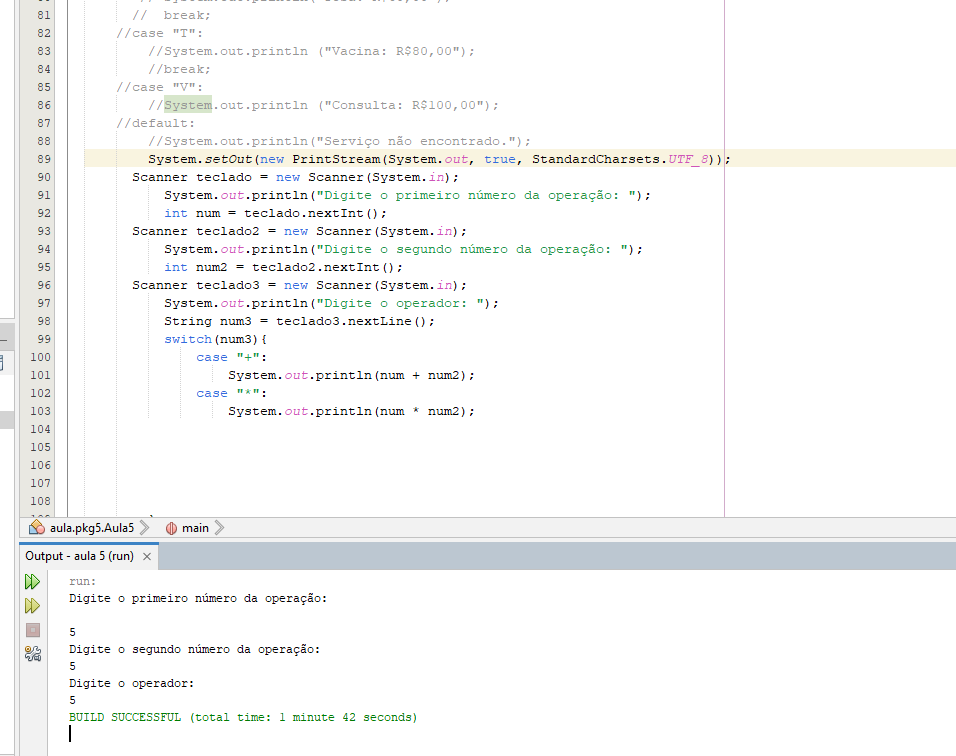 81 // break;
82 //case "T":
83 //System.out.println ("Vacina: R$80,00");
84 //break;
85 //case "V":
86 //System.out.println ("Consulta: R$100,00");
87 //default:
88 //System.out.println("Serviço não encontrado.");
89 System.setOut(new PrintStream(System.out, true, StandardCharsets.UTF_8));
90 Scanner teclado = new Scanner(System.in);
91 System.out.println("Digite o primeiro número da operação: ");
92 int num = teclado.nextInt();
93 Scanner teclado2 = new Scanner(System.in);
94 System.out.println("Digite o segundo número da operação: ");
95 int num2 = teclado2.nextInt();
96 Scanner teclado3 = new Scanner(System.in);
97 System.out.println("Digite o operador: ");
98 String num3 = teclado3.nextLine();
99 switch(num3){
100 case "+":
101 System.out.println(num + num2);
102 case "*":
103 System.out.println(num * num2);
104
105
106
107
108
aula.pkg5.Aula5 main
Output - aula 5 (run) ×
run:
Digite o primeiro número da operação:
5
Digite o segundo número da operação:
5
Digite o operador:
5
BUILD SUCCESSFUL (total time: 1 minute 42 seconds)